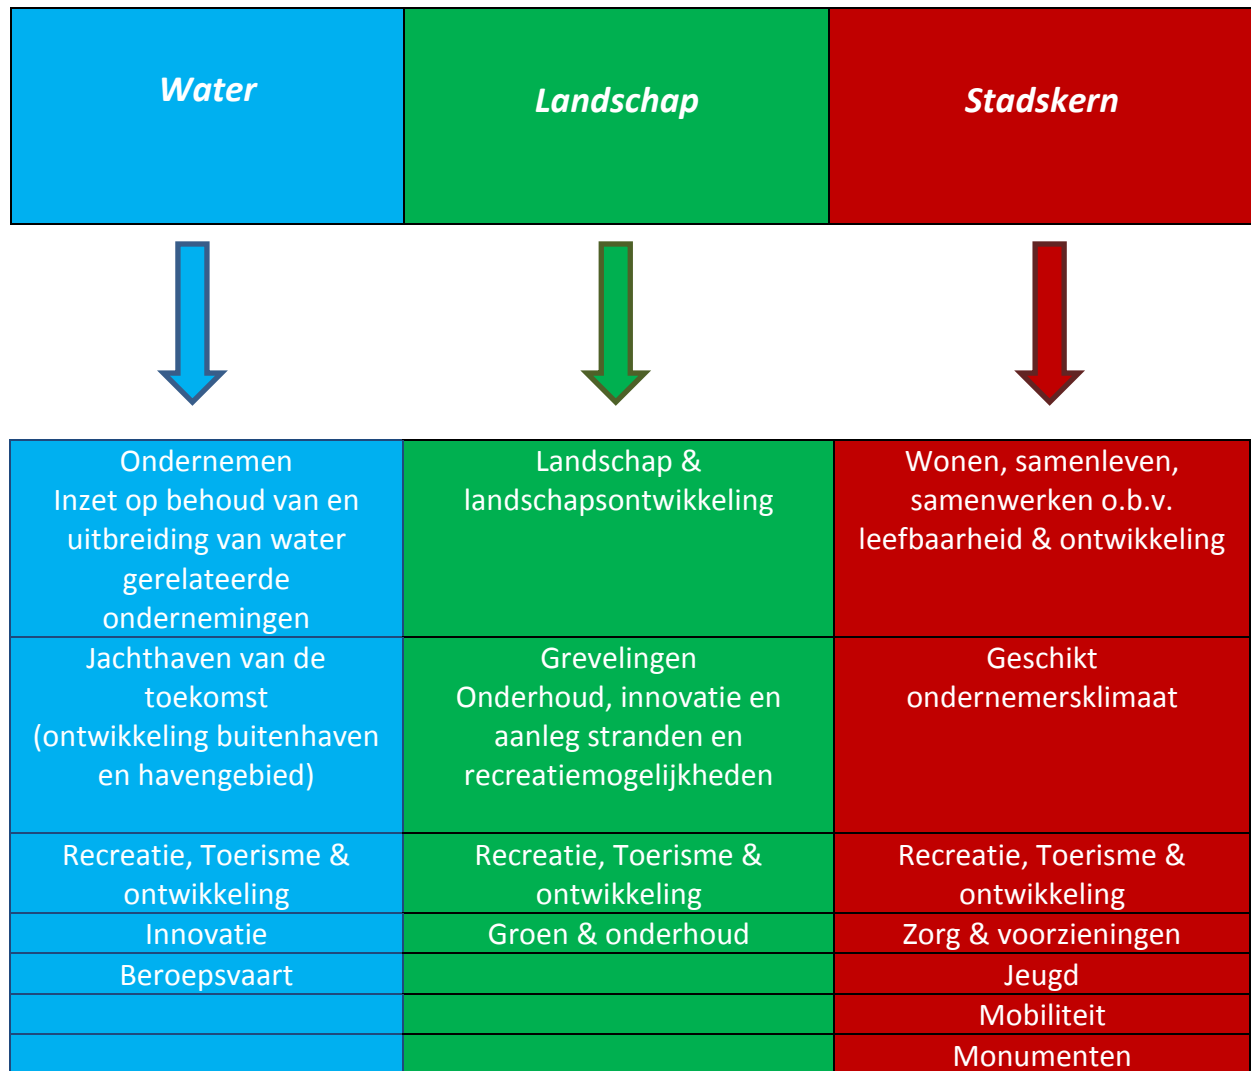 Water
Landschap
Stadskern
Ondernemen
Inzet op behoud van en
uitbreiding van water
gerelateerde
ondernemingen
Landschap &
landschapsontwikkeling
Wonen, samenleven,
samenwerken o.b.v.
leefbaarheid & ontwikkeling
Jachthaven van de
toekomst
(ontwikkeling buitenhaven
en havengebied)
Grevelingen
Onderhoud, innovatie en
aanleg stranden en
recreatiemogelijkheden
Geschikt
ondernemersklimaat
Recreatie, Toerisme &
ontwikkeling
Recreatie, Toerisme &
ontwikkeling
Recreatie, Toerisme &
ontwikkeling
Innovatie
Groen & onderhoud
Zorg & voorzieningen
Beroepsvaart
Jeugd
Mobiliteit
Monumenten